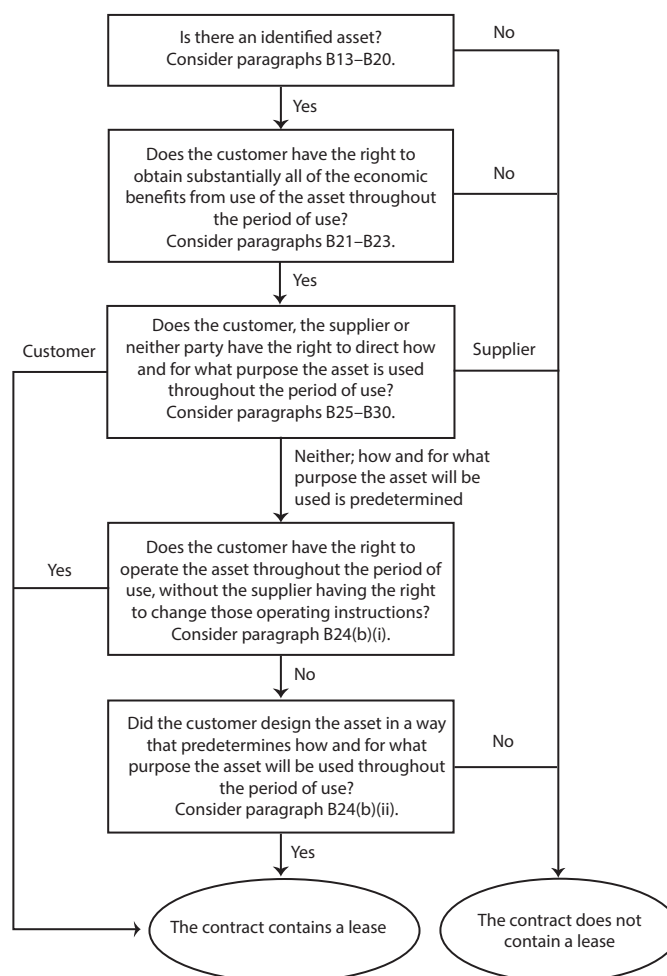 Is there an identified asset?
Consider paragraphs B13–B20.
No
Yes
Does the customer have the right to
obtain substantially all of the economic
benefits from use of the asset throughout
the period of use?
Consider paragraphs B21–B23.
No
Yes
Customer
Does the customer, the supplier or
neither party have the right to direct how
and for what purpose the asset is used
throughout the period of use?
Consider paragraphs B25–B30.
Supplier
Neither; how and for what
purpose the asset will be
used is predetermined
Yes
Does the customer have the right to
operate the asset throughout the period of
use, without the supplier having the right
to change those operating instructions?
Consider paragraph B24(b)(i).
No
Did the customer design the asset in a way
that predetermines how and for what
purpose the asset will be used throughout
the period of use?
Consider paragraph B24(b)(ii).
No
Yes
The contract contains a lease
The contract does not
contain a lease